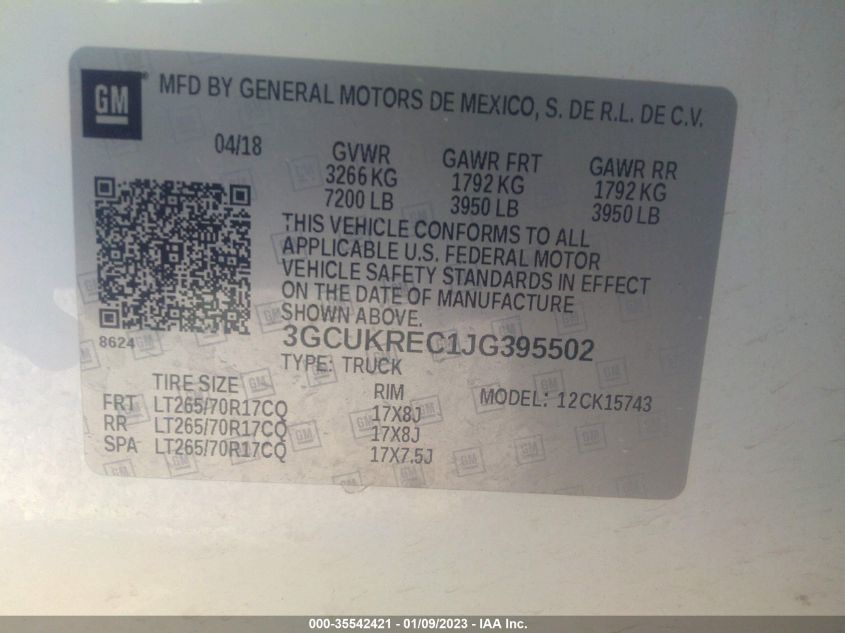 GM
MFD BY GENERAL MOTORS DE MEXICO, S. DE R.L. DE C.V.
04/18 GVWR GAWR FRT GAWR RR
3266 KG 1792 KG 1792 KG
7200 LB 3950 LB 3950 LB
THIS VEHICLE CONFORMS TO ALL
APPLICABLE U.S. FEDERAL MOTOR
VEHICLE SAFETY STANDARDS IN EFFECT
ON THE DATE OF MANUFACTURE
SHOWN ABOVE.
8624 3GCUKREC1JG395502
TYPE: TRUCK
TIRE SIZE RIM MODEL: 12CK15743
FRT LT265/70R17CQ 17X8J
RR LT265/70R17CQ 17X8J
SPA LT265/70R17CQ 17X7.5J
000-35542421 - 01/09/2023 - IAA Inc.